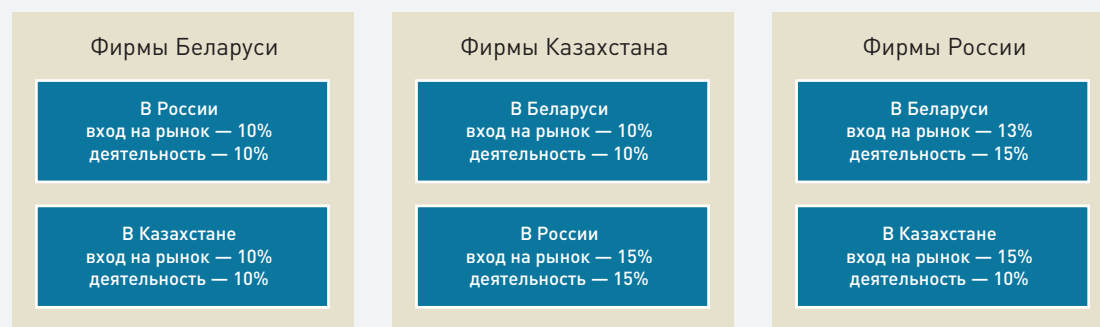 Фирмы Беларуси
В России
вход на рынок — 10%
деятельность — 10%
В Казахстане
вход на рынок — 10%
деятельность — 10%
Фирмы Казахстана
В Беларуси
вход на рынок — 10%
деятельность — 10%
В России
вход на рынок — 15%
деятельность — 15%
Фирмы России
В Беларуси
вход на рынок — 13%
деятельность — 15%
В Казахстане
вход на рынок — 15%
деятельность — 10%